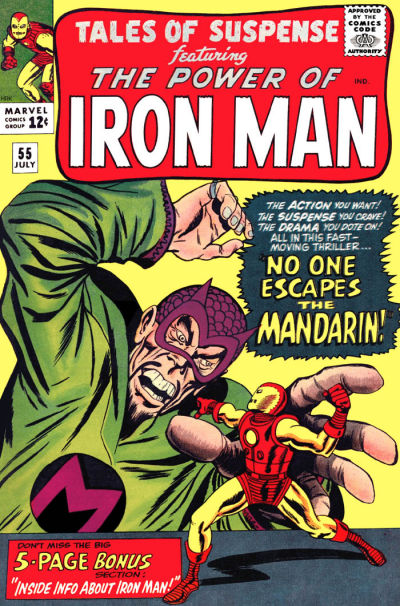 TALES OF SUSPENSE
featuring
THE POWER OF
IRON MAN
IND.
APPROVED
BY THE
COMICS
CODE
AUTHORITY
MARVEL
COMICS
GROUP
12¢
55
JULY
THE ACTION YOU WANT!
THE SUSPENSE YOU CRAVE!
THE DRAMA YOU DOTE ON!
ALL IN THIS FAST-
MOVING THRILLER...
"NO ONE
ESCAPES
THE
MANDARIN!"
M
DON'T MISS THE BIG
5-PAGE BONUS
SECTION:
"INSIDE INFO ABOUT IRON MAN!"